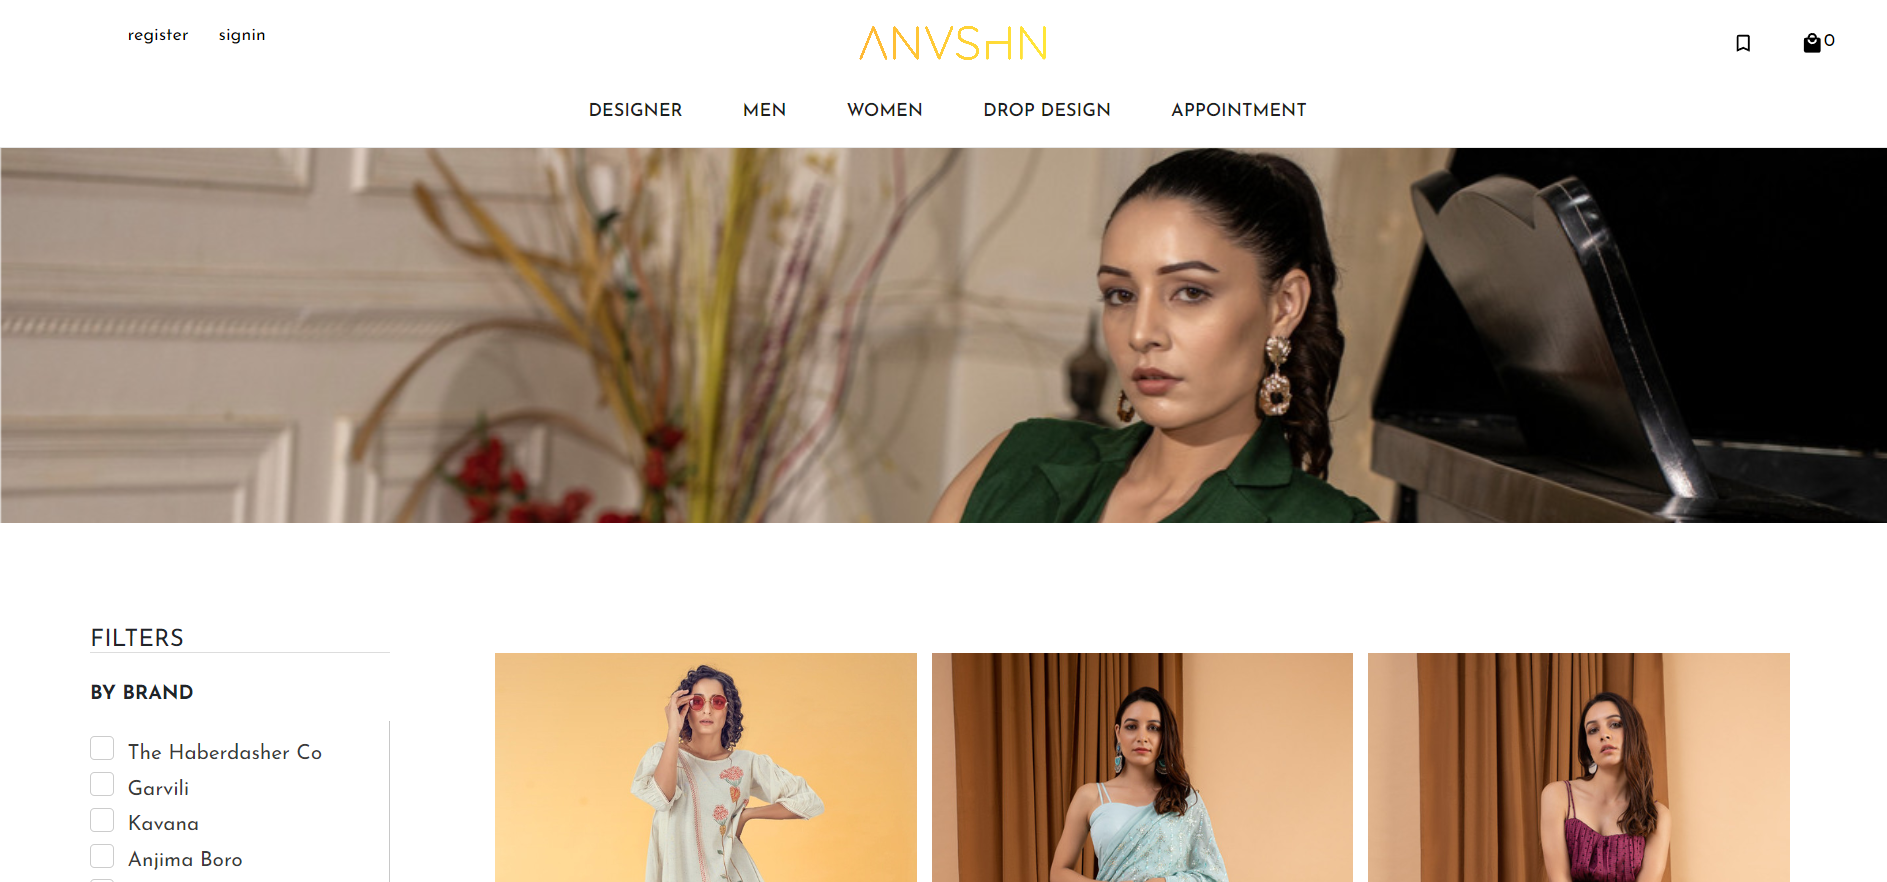 register signin
ANVSHN
0
DESIGNER MEN WOMEN DROP DESIGN APPOINTMENT
FILTERS
BY BRAND
The Haberdasher Co
Garvili
Kavana
Anjima Boro